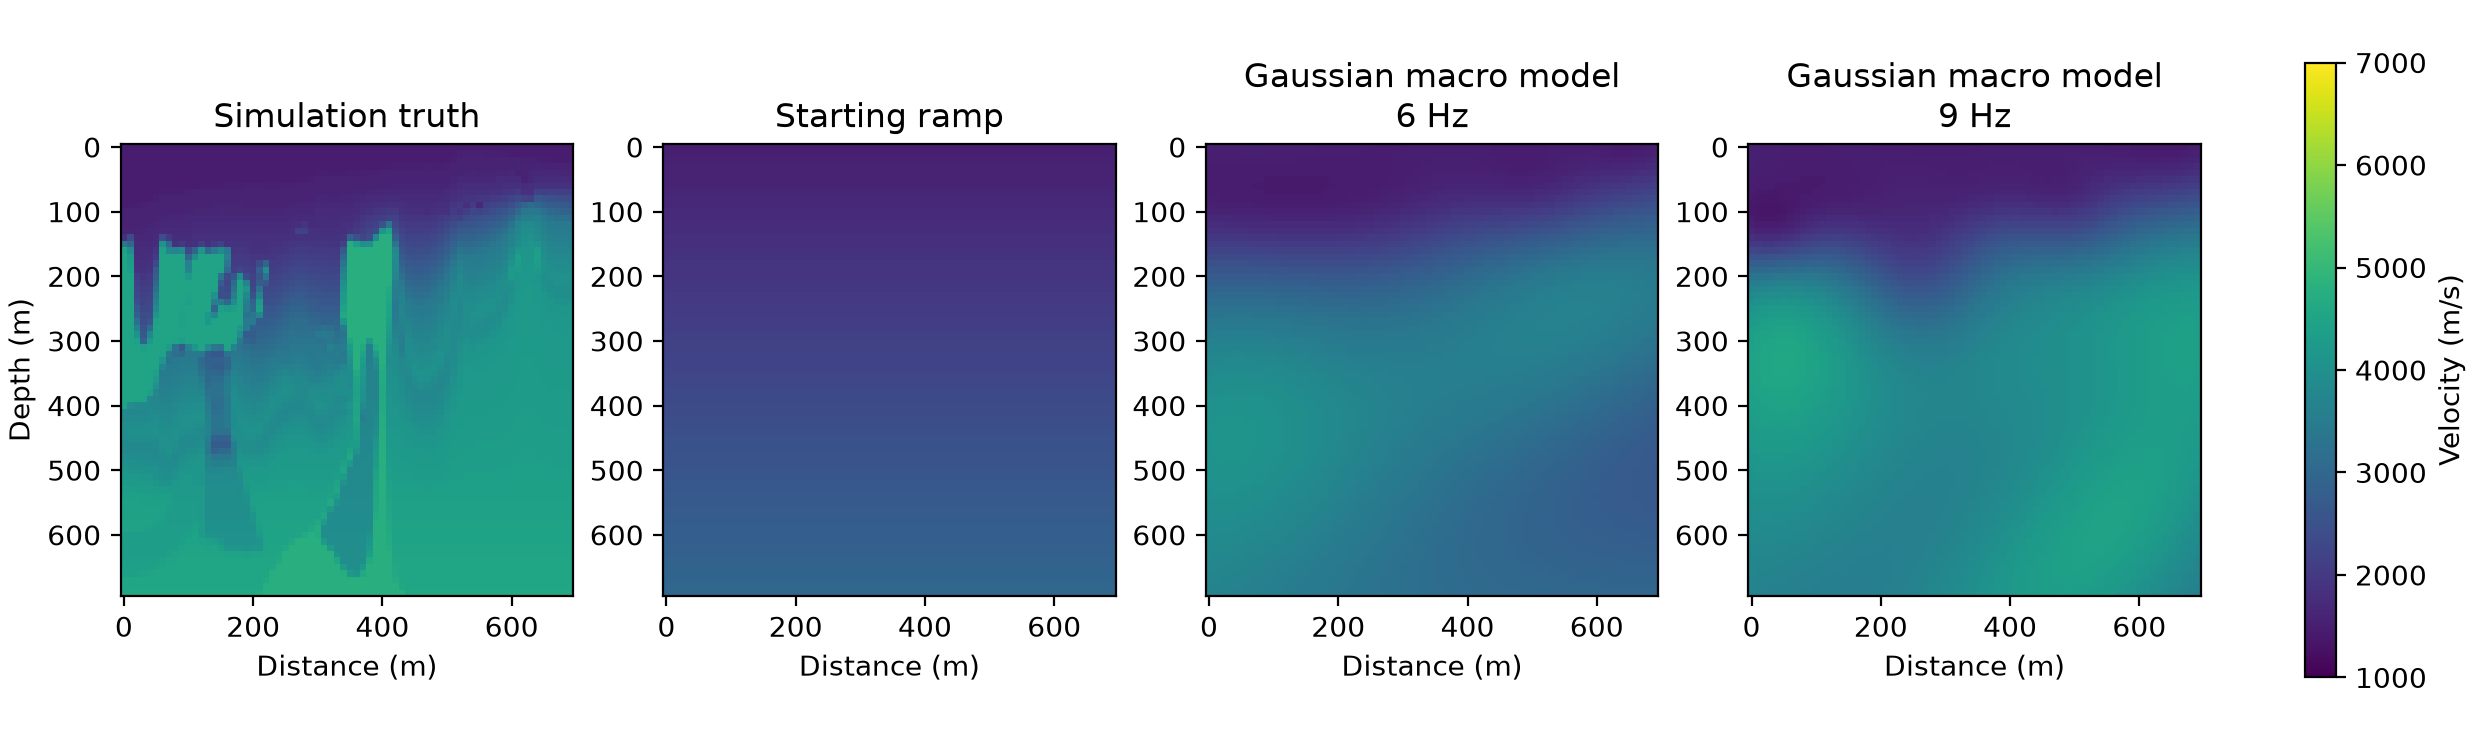 Simulation truth
Starting ramp
Gaussian macro model
6 Hz
Gaussian macro model
9 Hz
Depth (m)
0
100
200
300
400
500
600
0 200 400 600
Distance (m)
0
100
200
300
400
500
600
0 200 400 600
Distance (m)
0
100
200
300
400
500
600
0 200 400 600
Distance (m)
0
100
200
300
400
500
600
0 200 400 600
Distance (m)
7000
6000
5000
4000
3000
2000
1000
Velocity (m/s)